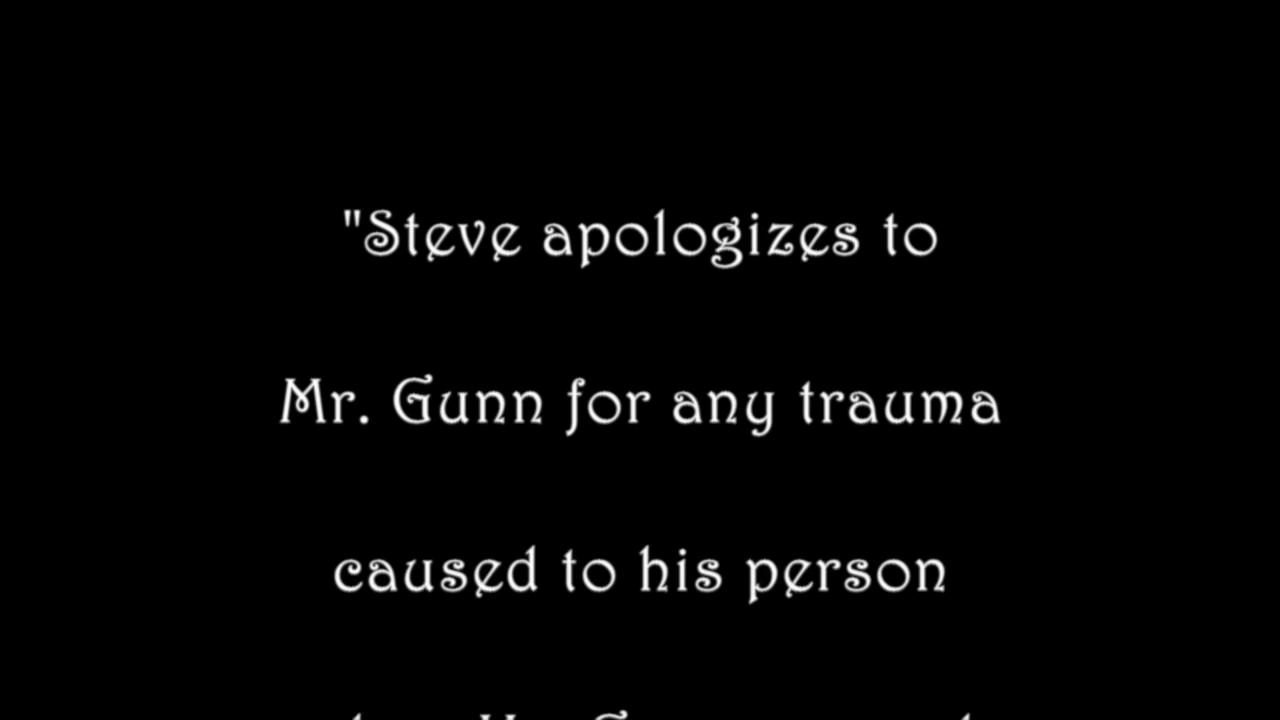 "Steve apologizes to
Mr. Gunn for any trauma
caused to his person